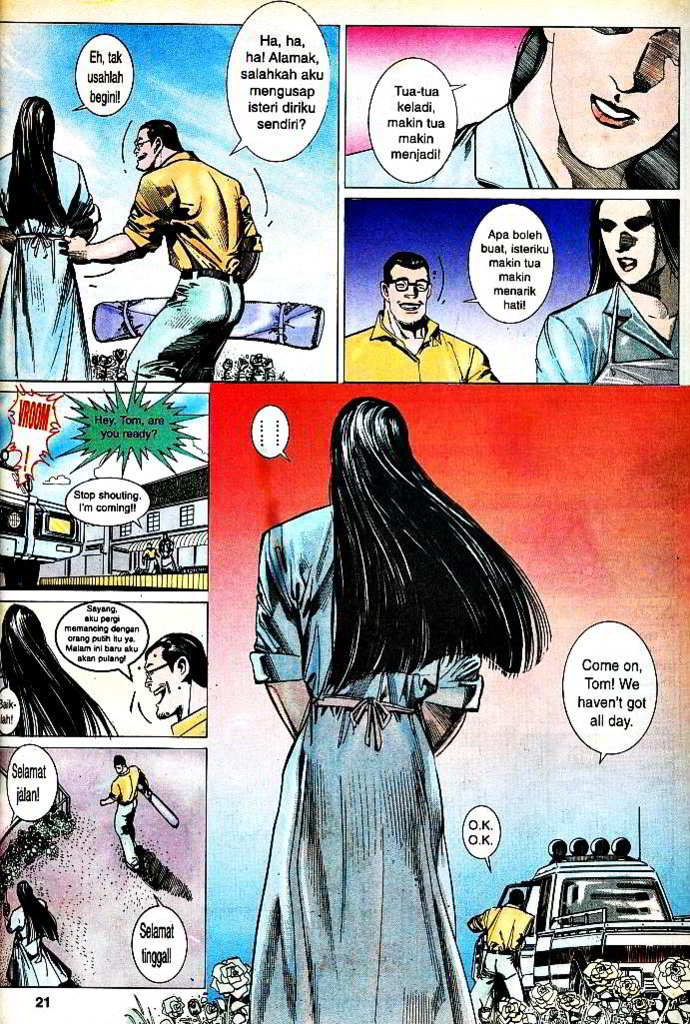 Eh, tak
usahlah
begini!
Ha, ha,
ha! Alamak,
salahkah aku
mengusap
isteri diriku
sendiri?
Tua-tua
keladi,
makin tua
makin
menjadi!
Apa boleh
buat, isteriku
makin tua
makin
menarik
hati!
VROOM
!
Hey, Tom, are
you ready?
Stop shouting.
I'm coming!!
Sayang,
aku pergi
memancing dengan
orang putih itu ya.
Malam ini baru aku
akan pulang!
Baik-
lah!
Selamat
jalan!
Selamat
tinggal!
Come on,
Tom! We
haven't got
all day.
O.K.
O.K.
21